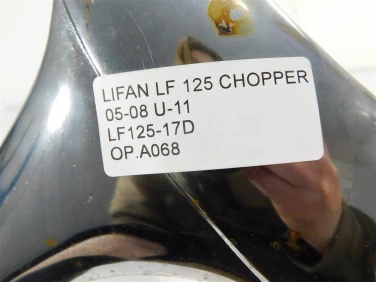 LIFAN LF 125 CHOPPER
05-08 U-11
LF125-17D
OP.A068